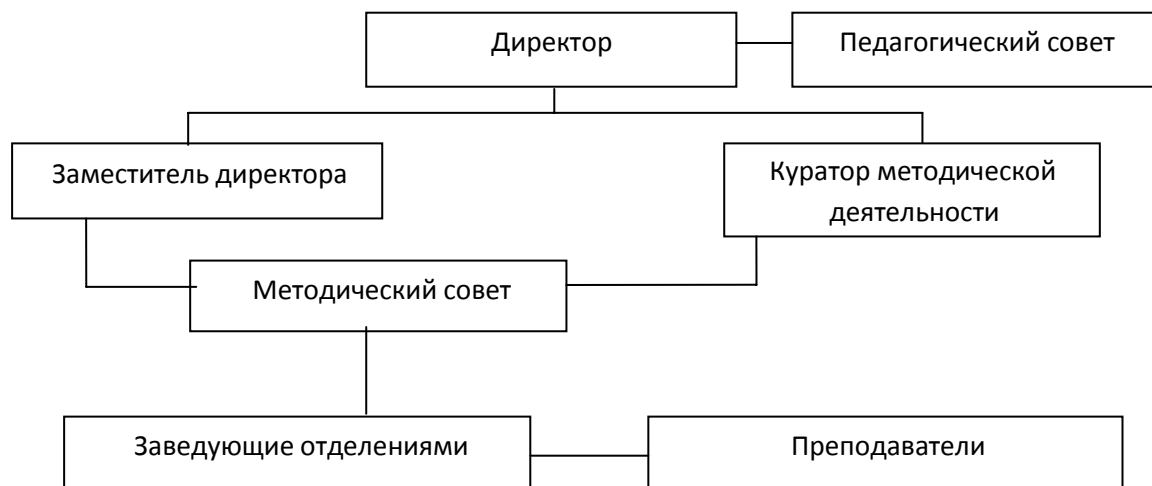 Директор
Педагогический совет
Заместитель директора
Куратор методической
деятельности
Методический совет
Заведующие отделениями
Преподаватели